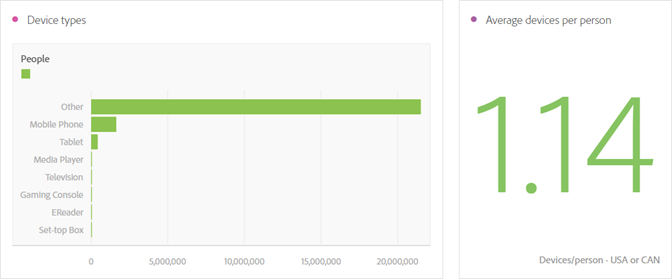 Device types
People
Other
Mobile Phone
Tablet
Media Player
Television
Gaming Console
EReader
Set-top Box
0
5,000,000
10,000,000
15,000,000
20,000,000
Average devices per person
1.14
Devices/person - USA or CAN